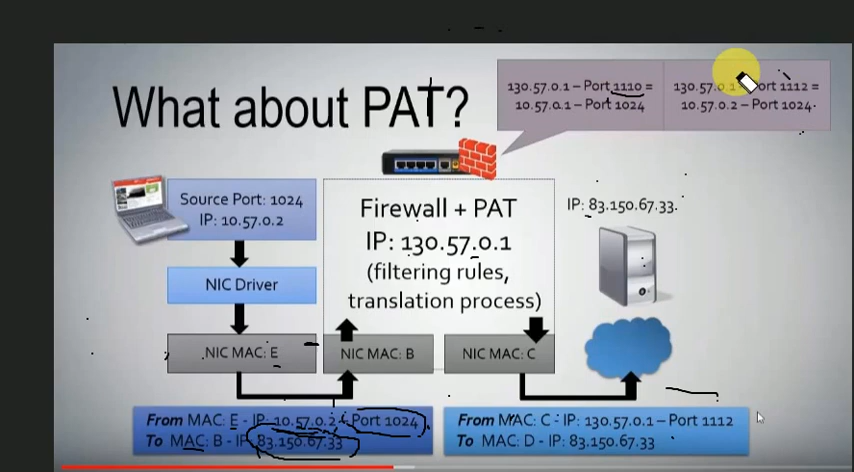 What about PAT?
130.57.0.1 – Port 1110 =
10.57.0.1 – Port 1024
130.57.0.1 – Port 1112 =
10.57.0.2 – Port 1024
Source Port: 1024
IP: 10.57.0.2
Firewall + PAT
IP: 130.57.0.1
(filtering rules,
translation process)
IP: 83.150.67.33
NIC Driver
NIC MAC: E
NIC MAC: B
NIC MAC: C
From MAC: E - IP: 10.57.0.2 – Port 1024
To MAC: B - IP: 83.150.67.33
From MAC: C - IP: 130.57.0.1 – Port 1112
To MAC: D - IP: 83.150.67.33